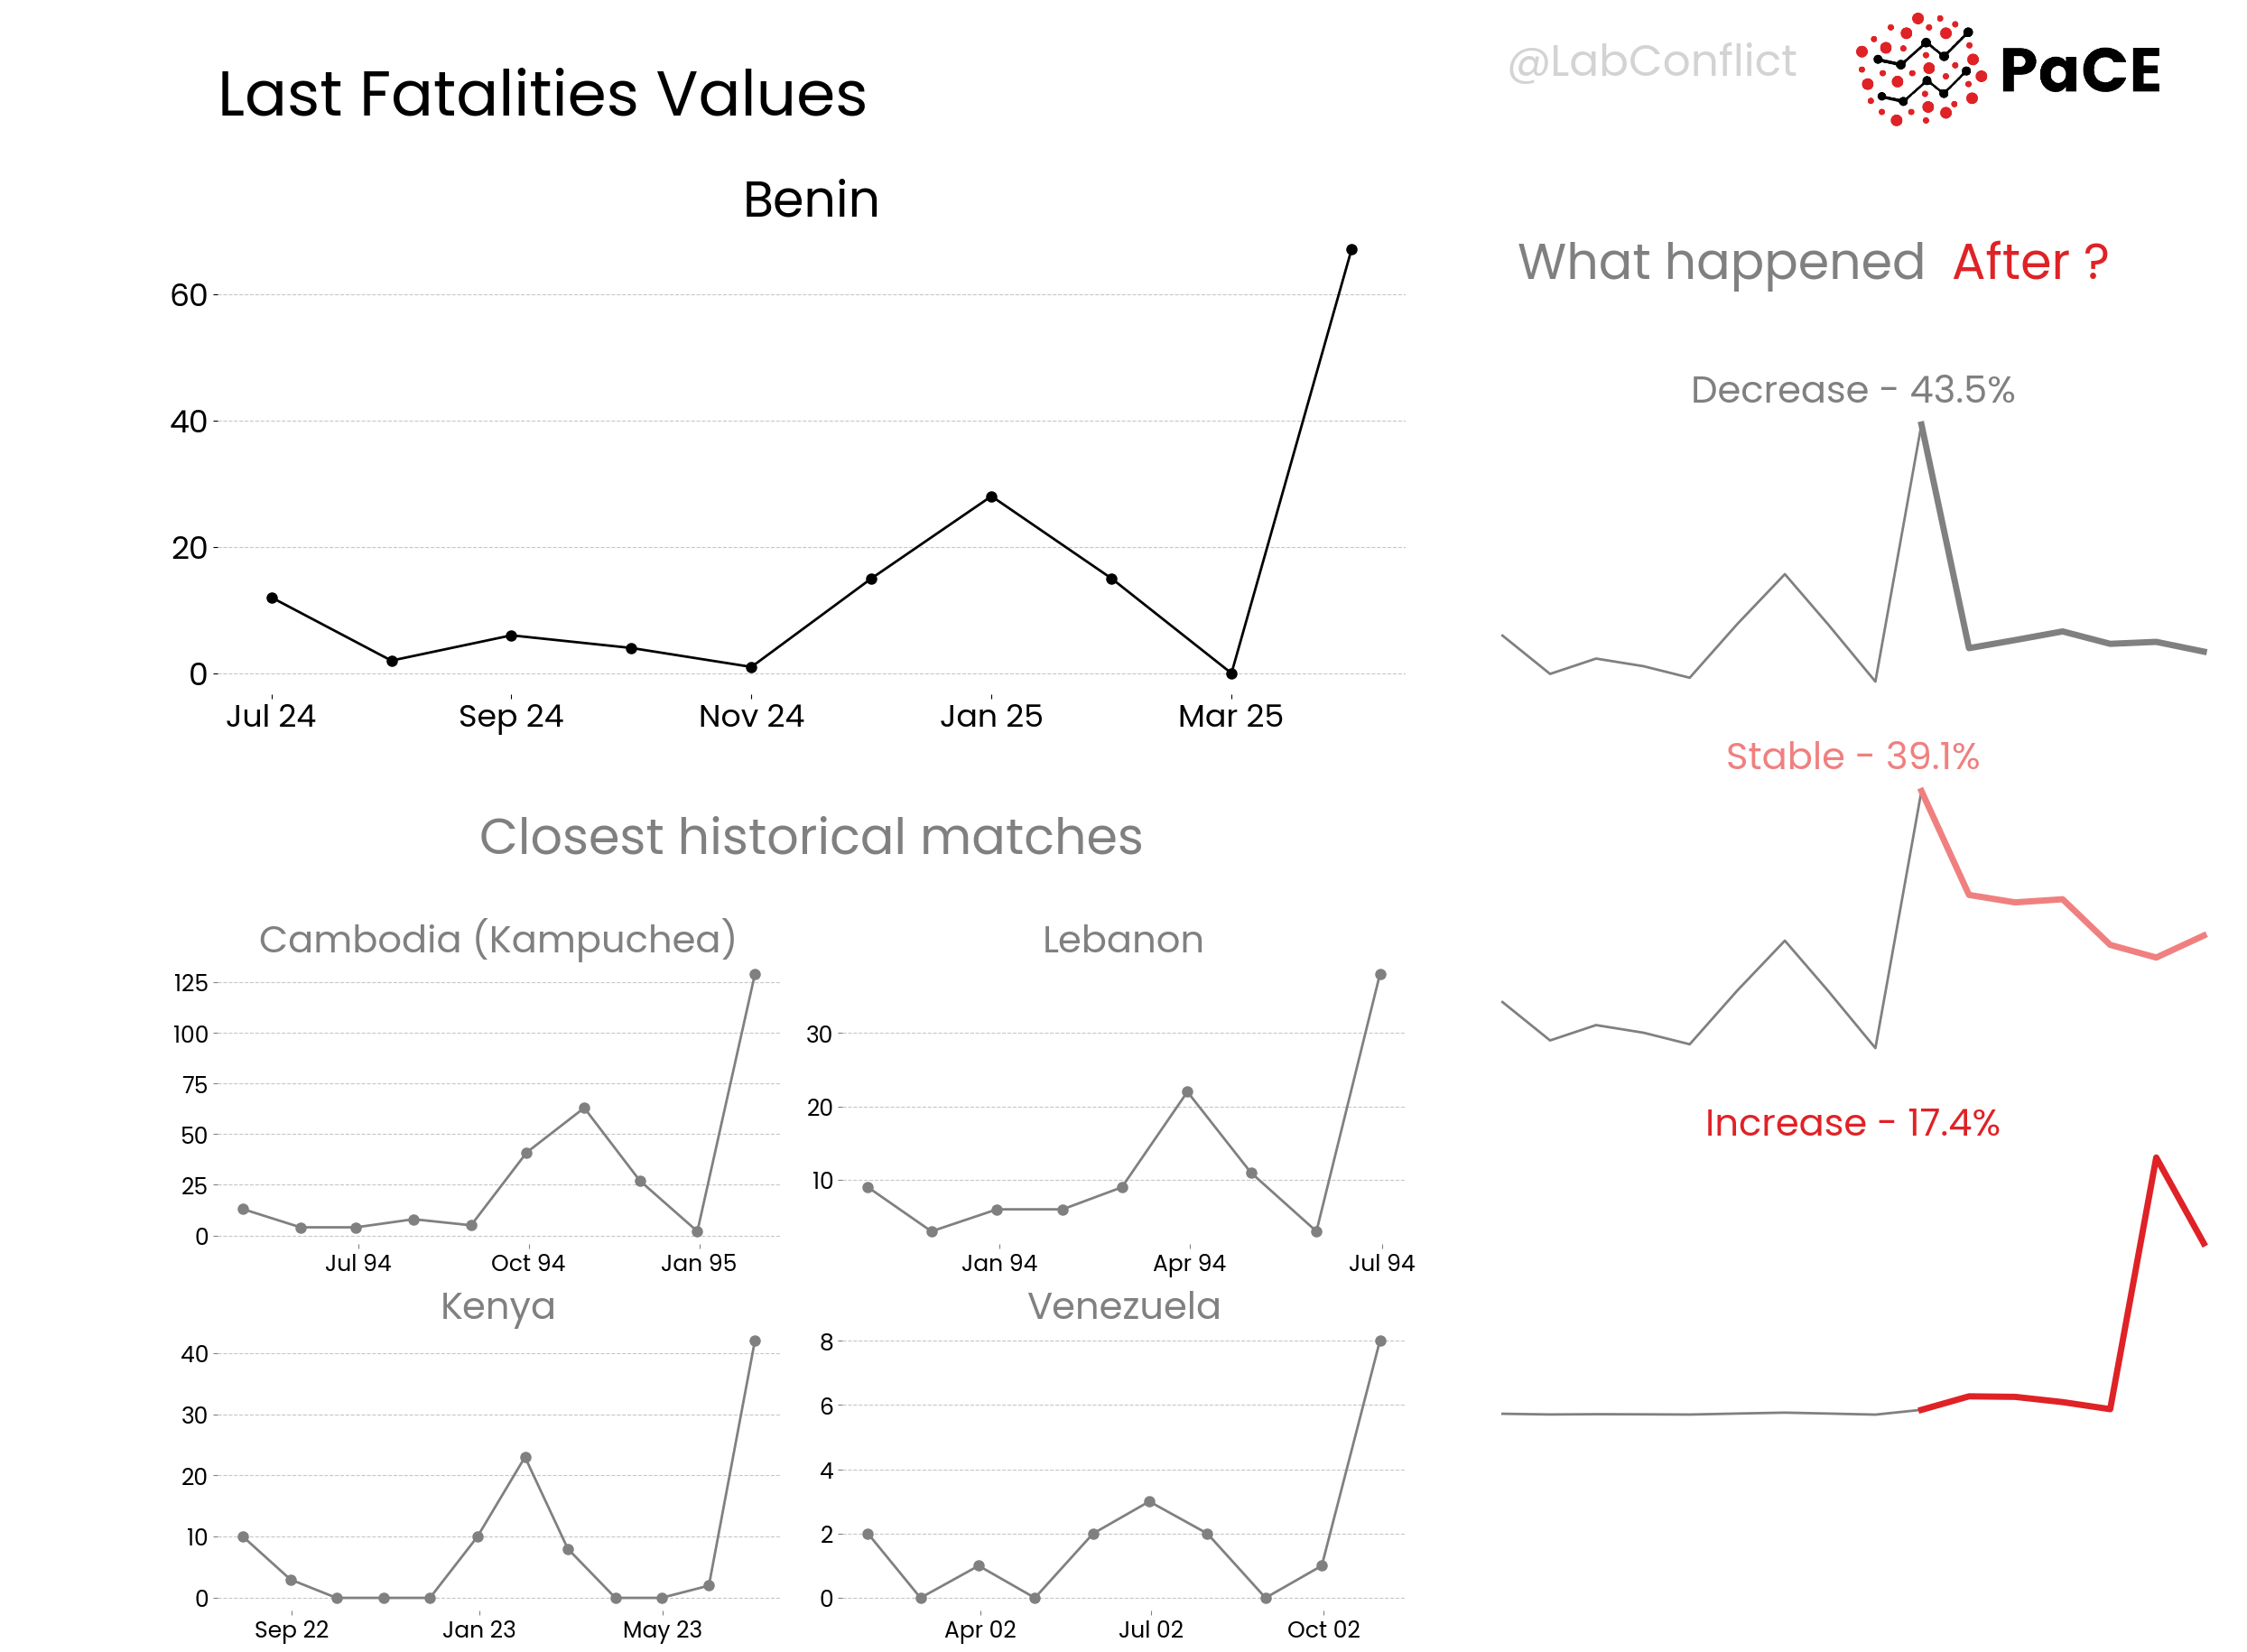 @LabConflict
PaCE
Last Fatalities Values
Benin
60
40
20
0
Jul 24 Sep 24 Nov 24 Jan 25 Mar 25
What happened After ?
Decrease - 43.5%
Stable - 39.1%
Increase - 17.4%
Closest historical matches
Cambodia (Kampuchea)
125
100
75
50
25
0
Jul 94 Oct 94 Jan 95
Lebanon
30
20
10
Jan 94 Apr 94 Jul 94
Kenya
40
30
20
10
0
Sep 22 Jan 23 May 23
Venezuela
8
6
4
2
0
Apr 02 Jul 02 Oct 02